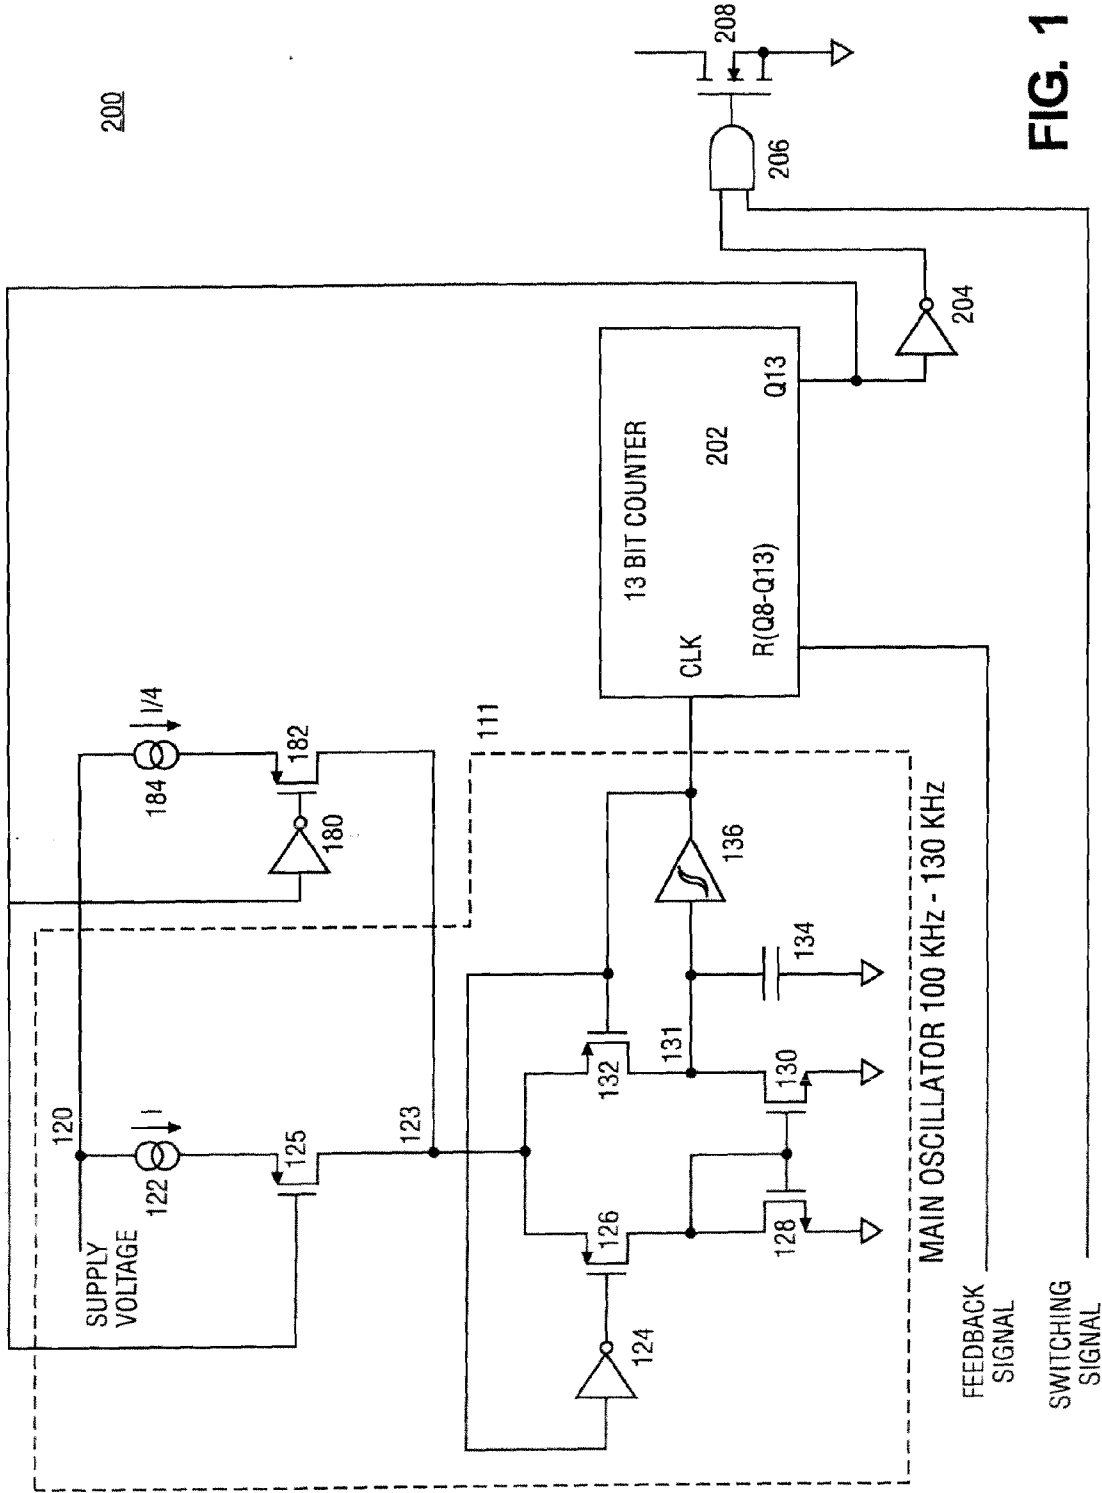 200
120
SUPPLY
VOLTAGE
122
I
125
123
184
I/4
182
180
111
124
126
128
132
131
130
134
136
MAIN OSCILLATOR 100 KHz - 130 KHz
13 BIT COUNTER
202
CLK
R(Q8-Q13)
Q13
204
206
208
FEEDBACK
SIGNAL
SWITCHING
SIGNAL
FIG. 1